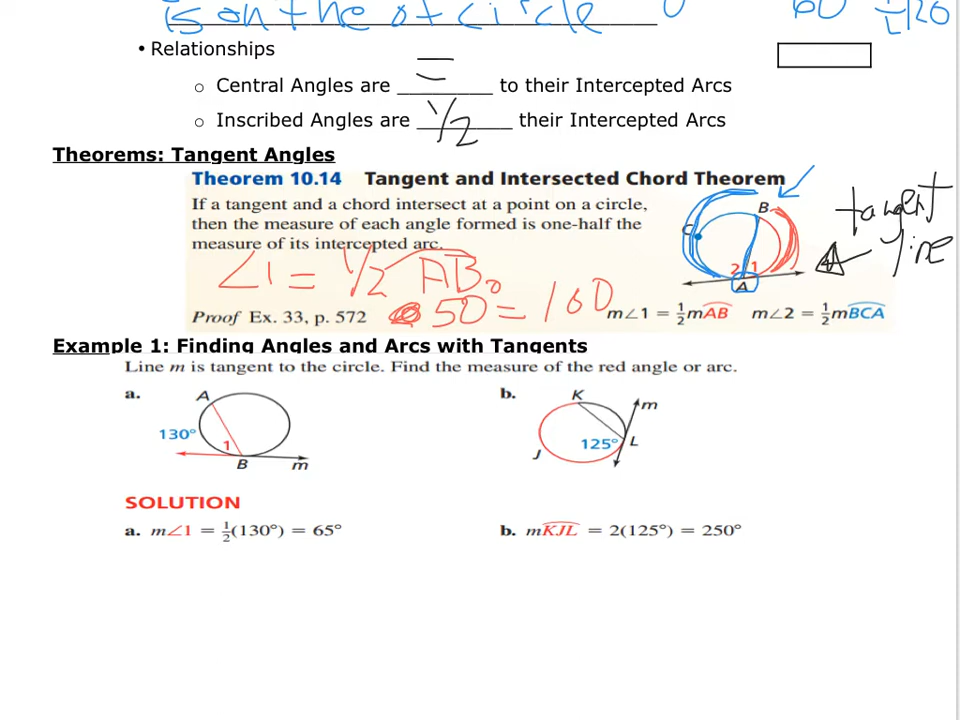 is on the of circle 60
• Relationships
o Central Angles are = to their Intercepted Arcs
o Inscribed Angles are 1/2 their Intercepted Arcs
Theorems: Tangent Angles
Theorem 10.14 Tangent and Intersected Chord Theorem
If a tangent and a chord intersect at a point on a circle,
then the measure of each angle formed is one-half the
measure of its intercepted arc.
∠1 = 1/2 AB
50 = 100
Proof Ex. 33, p. 572
B
C
2 1
A
tangent
line
m∠1 = 1/2 mAB m∠2 = 1/2 mBCA
Example 1: Finding Angles and Arcs with Tangents
Line m is tangent to the circle. Find the measure of the red angle or arc.
a.
A
130°
1
B m
b.
K
m
125° L
J
SOLUTION
a. m∠1 = 1/2(130°) = 65°
b. mKJL = 2(125°) = 250°